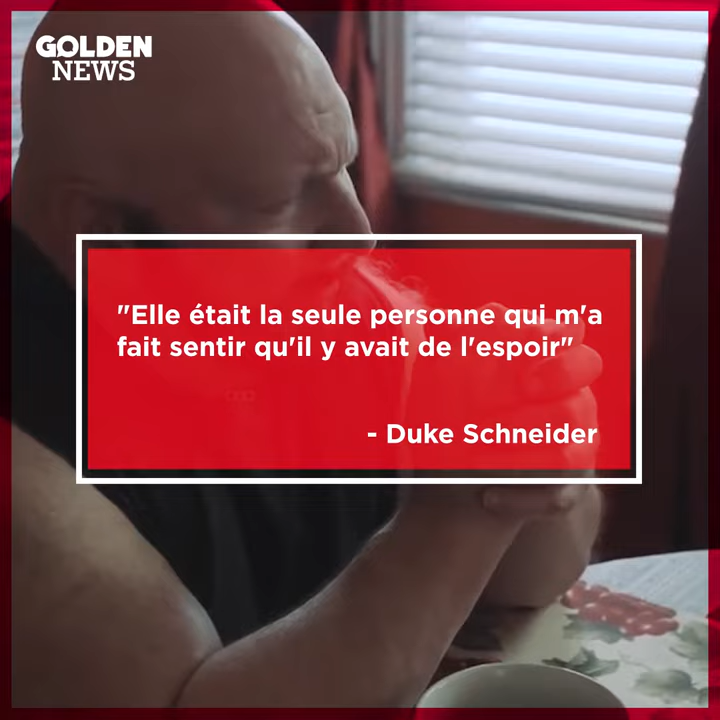 GOLDEN
NEWS
"Elle était la seule personne qui m'a
fait sentir qu'il y avait de l'espoir"
- Duke Schneider